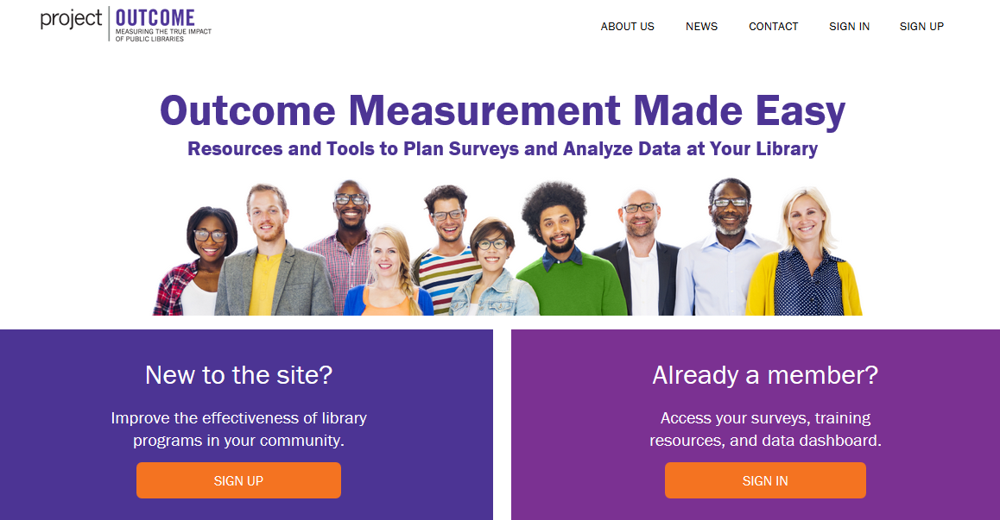 project OUTCOME
MEASURING THE TRUE IMPACT
OF PUBLIC LIBRARIES
ABOUT US NEWS CONTACT SIGN IN SIGN UP
Outcome Measurement Made Easy
Resources and Tools to Plan Surveys and Analyze Data at Your Library
New to the site?
Improve the effectiveness of library
programs in your community.
SIGN UP
Already a member?
Access your surveys, training
resources, and data dashboard.
SIGN IN